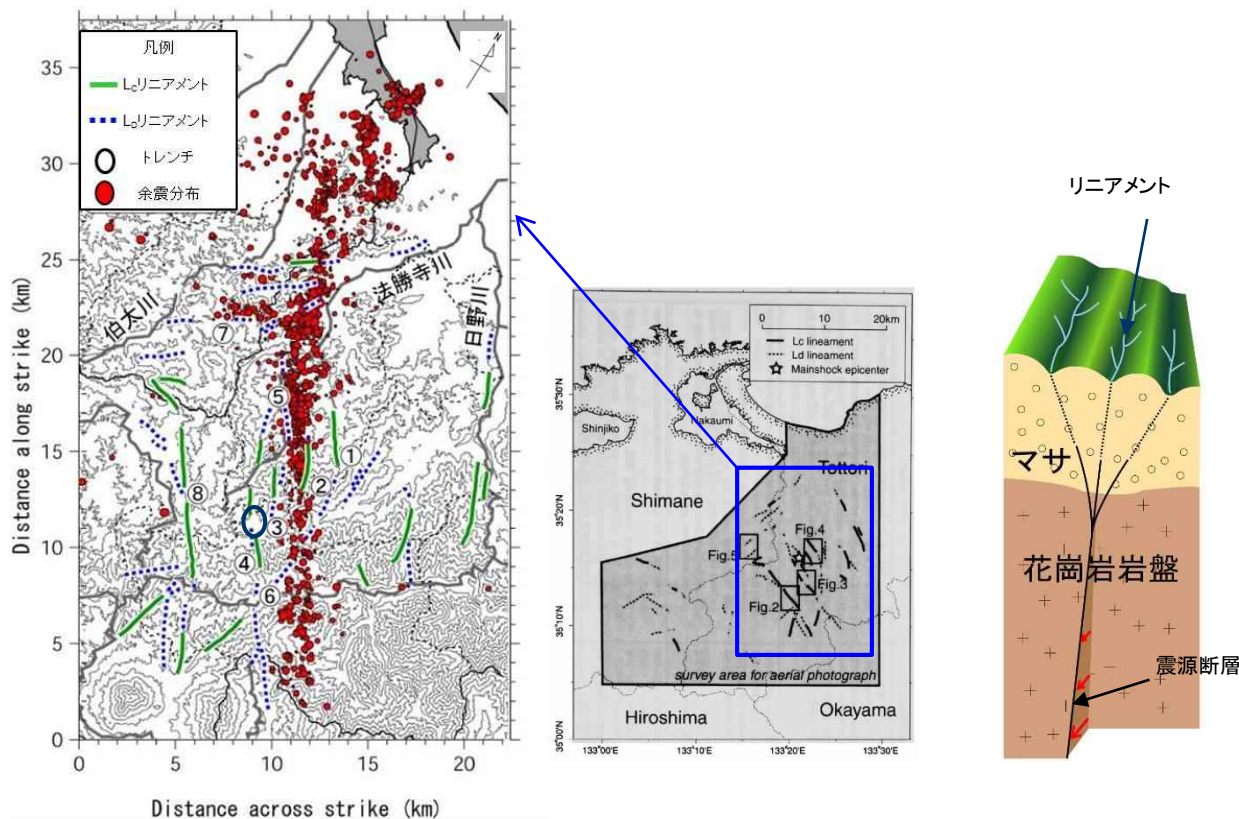 凡例
LCリニアメント
LDリニアメント
トレンチ
余震分布
Distance along strike (km)
35
30
25
20
15
10
5
0
伯太川
法勝寺川
日野川
⑦
⑤
①
②
⑧
③
④
⑥
0
5
10
15
20
Distance across strike (km)
0
10
20km
Lc lineament
Ld lineament
Mainshock epicenter
35°30'N
35°20'N
35°10'N
35°00'N
Shinjiko
Nakaumi
Tottori
Shimane
Fig.4
Fig.5
Fig.3
Fig.2
survey area for aerial photograph
Hiroshima
Okayama
133°00'E
133°10'E
133°20'E
133°30'E
リニアメント
マサ
花崗岩岩盤
震源断層